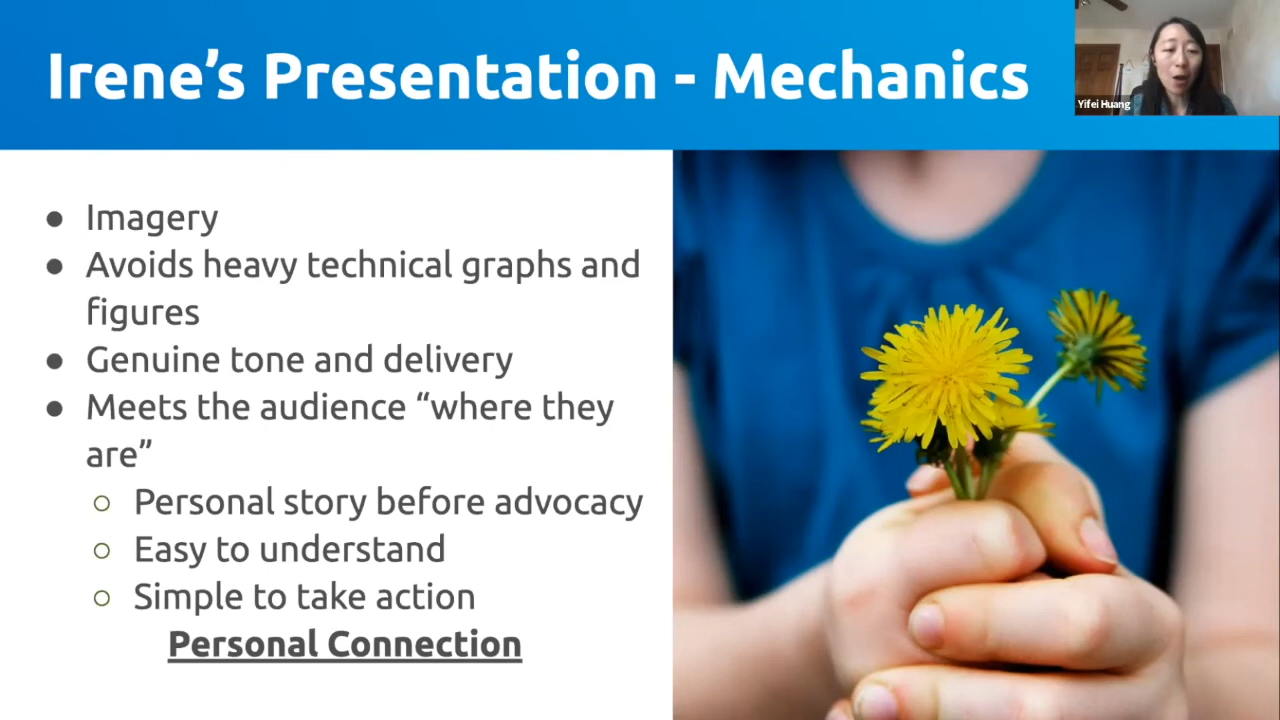 Irene’s Presentation - Mechanics
Yifei Huang
● Imagery
● Avoids heavy technical graphs and
figures
● Genuine tone and delivery
● Meets the audience “where they
are”
○ Personal story before advocacy
○ Easy to understand
○ Simple to take action
Personal Connection